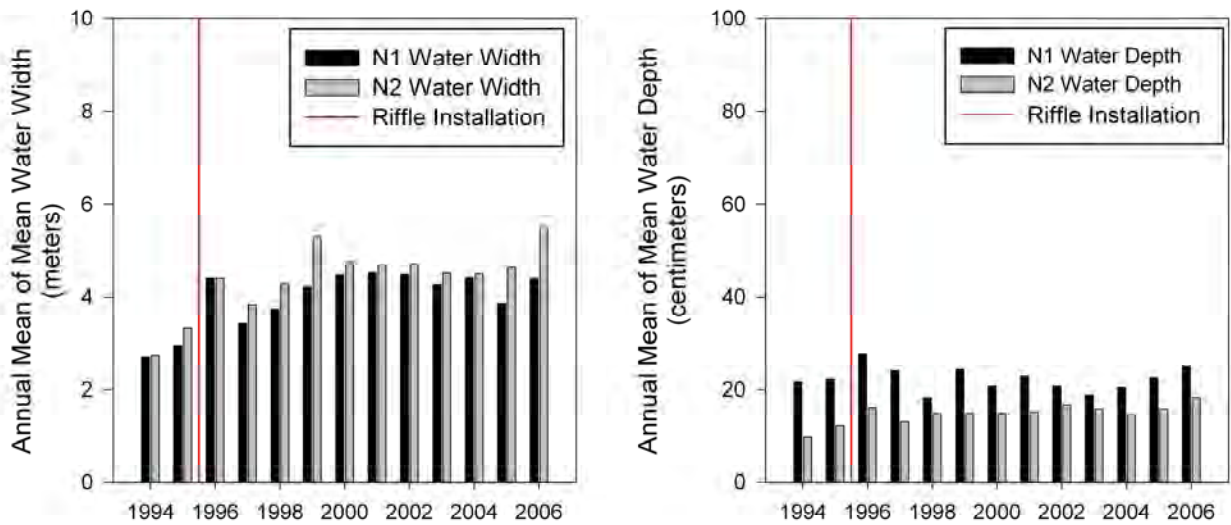 Annual Mean of Mean Water Width
(meters)
10
8
6
4
2
0
N1 Water Width
N2 Water Width
Riffle Installation
1994 1996 1998 2000 2002 2004 2006
Annual Mean of Mean Water Depth
(centimeters)
100
80
60
40
20
0
N1 Water Depth
N2 Water Depth
Riffle Installation
1994 1996 1998 2000 2002 2004 2006